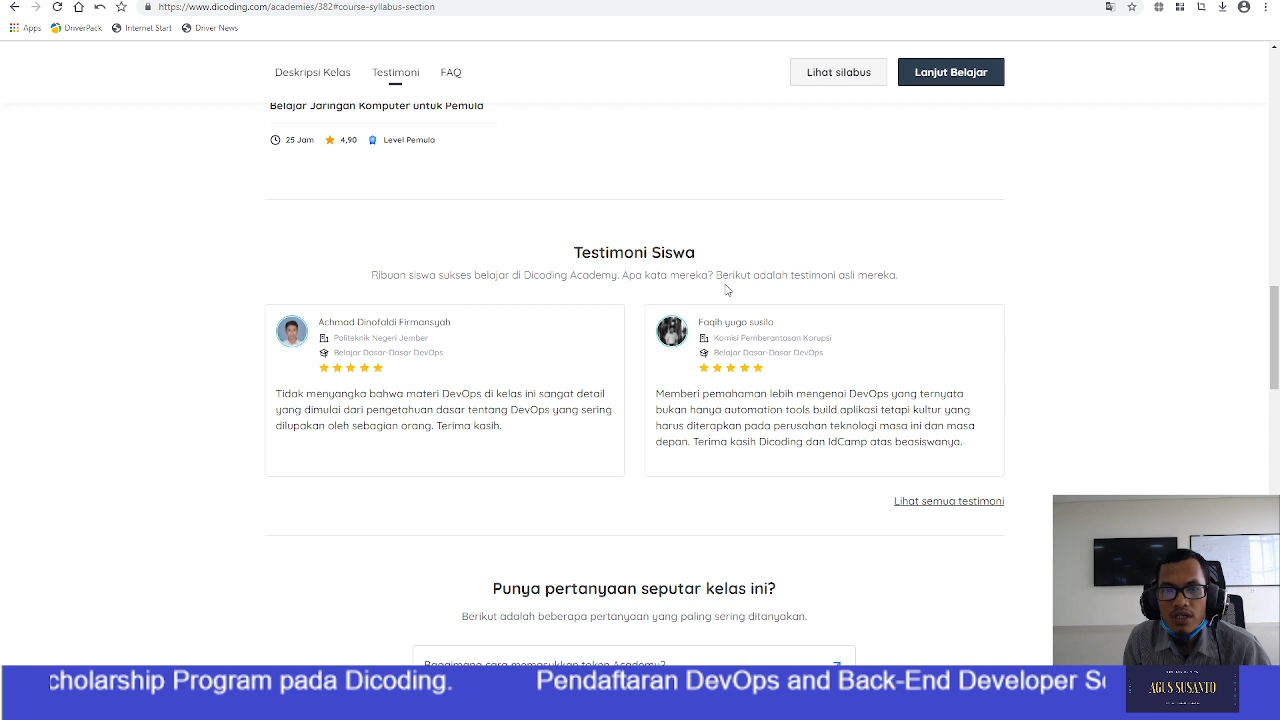 https://www.dicoding.com/academies/382#course-syllabus-section
Apps DriverPack Internet Start Driver News
Deskripsi Kelas Testimoni FAQ Lihat silabus Lanjut Belajar
Belajar Jaringan Komputer untuk Pemula
25 Jam 4,90 Level Pemula
Testimoni Siswa
Ribuan siswa sukses belajar di Dicoding Academy. Apa kata mereka? Berikut adalah testimoni asli mereka.
Achmad Dinofaldi Firmansyah
Politeknik Negeri Jember
Belajar Dasar-Dasar DevOps
Tidak menyangka bahwa materi DevOps di kelas ini sangat detail
yang dimulai dari pengetahuan dasar tentang DevOps yang sering
dilupakan oleh sebagian orang. Terima kasih.
Faqih yugo susilo
Komisi Pemberantasan Korupsi
Belajar Dasar-Dasar DevOps
Memberi pemahaman lebih mengenai DevOps yang ternyata
bukan hanya automation tools build aplikasi tetapi kultur yang
harus diterapkan pada perusahan teknologi masa ini dan masa
depan. Terima kasih Dicoding dan IdCamp atas beasiswanya.
Lihat semua testimoni
Punya pertanyaan seputar kelas ini?
Berikut adalah beberapa pertanyaan yang paling sering ditanyakan.
Bagaimana cara memasukkan token Academy?
cholarship Program pada Dicoding. Pendaftaran DevOps and Back-End Developer Sc
AGUS SUSANTO